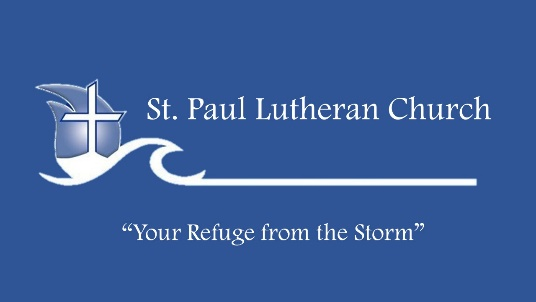 St. Paul Lutheran Church
“Your Refuge from the Storm”